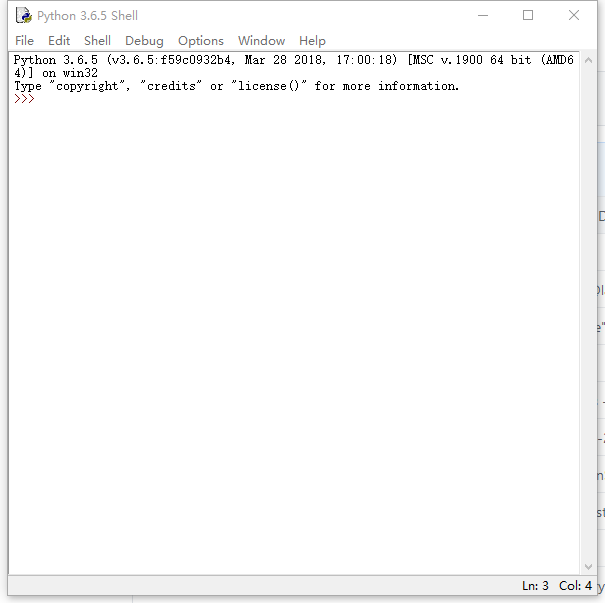 Python 3.6.5 Shell
File Edit Shell Debug Options Window Help
Python 3.6.5 (v3.6.5:f59c0932b4, Mar 28 2018, 17:00:18) [MSC v.1900 64 bit (AMD6
4)] on win32
Type "copyright", "credits" or "license()" for more information.
>>>
Ln: 3 Col: 4